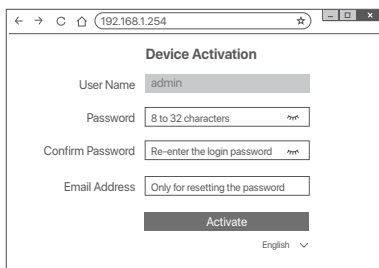 192.168.1.254
Device Activation
User Name admin
Password 8 to 32 characters
Confirm Password Re-enter the login password
Email Address Only for resetting the password
Activate
English